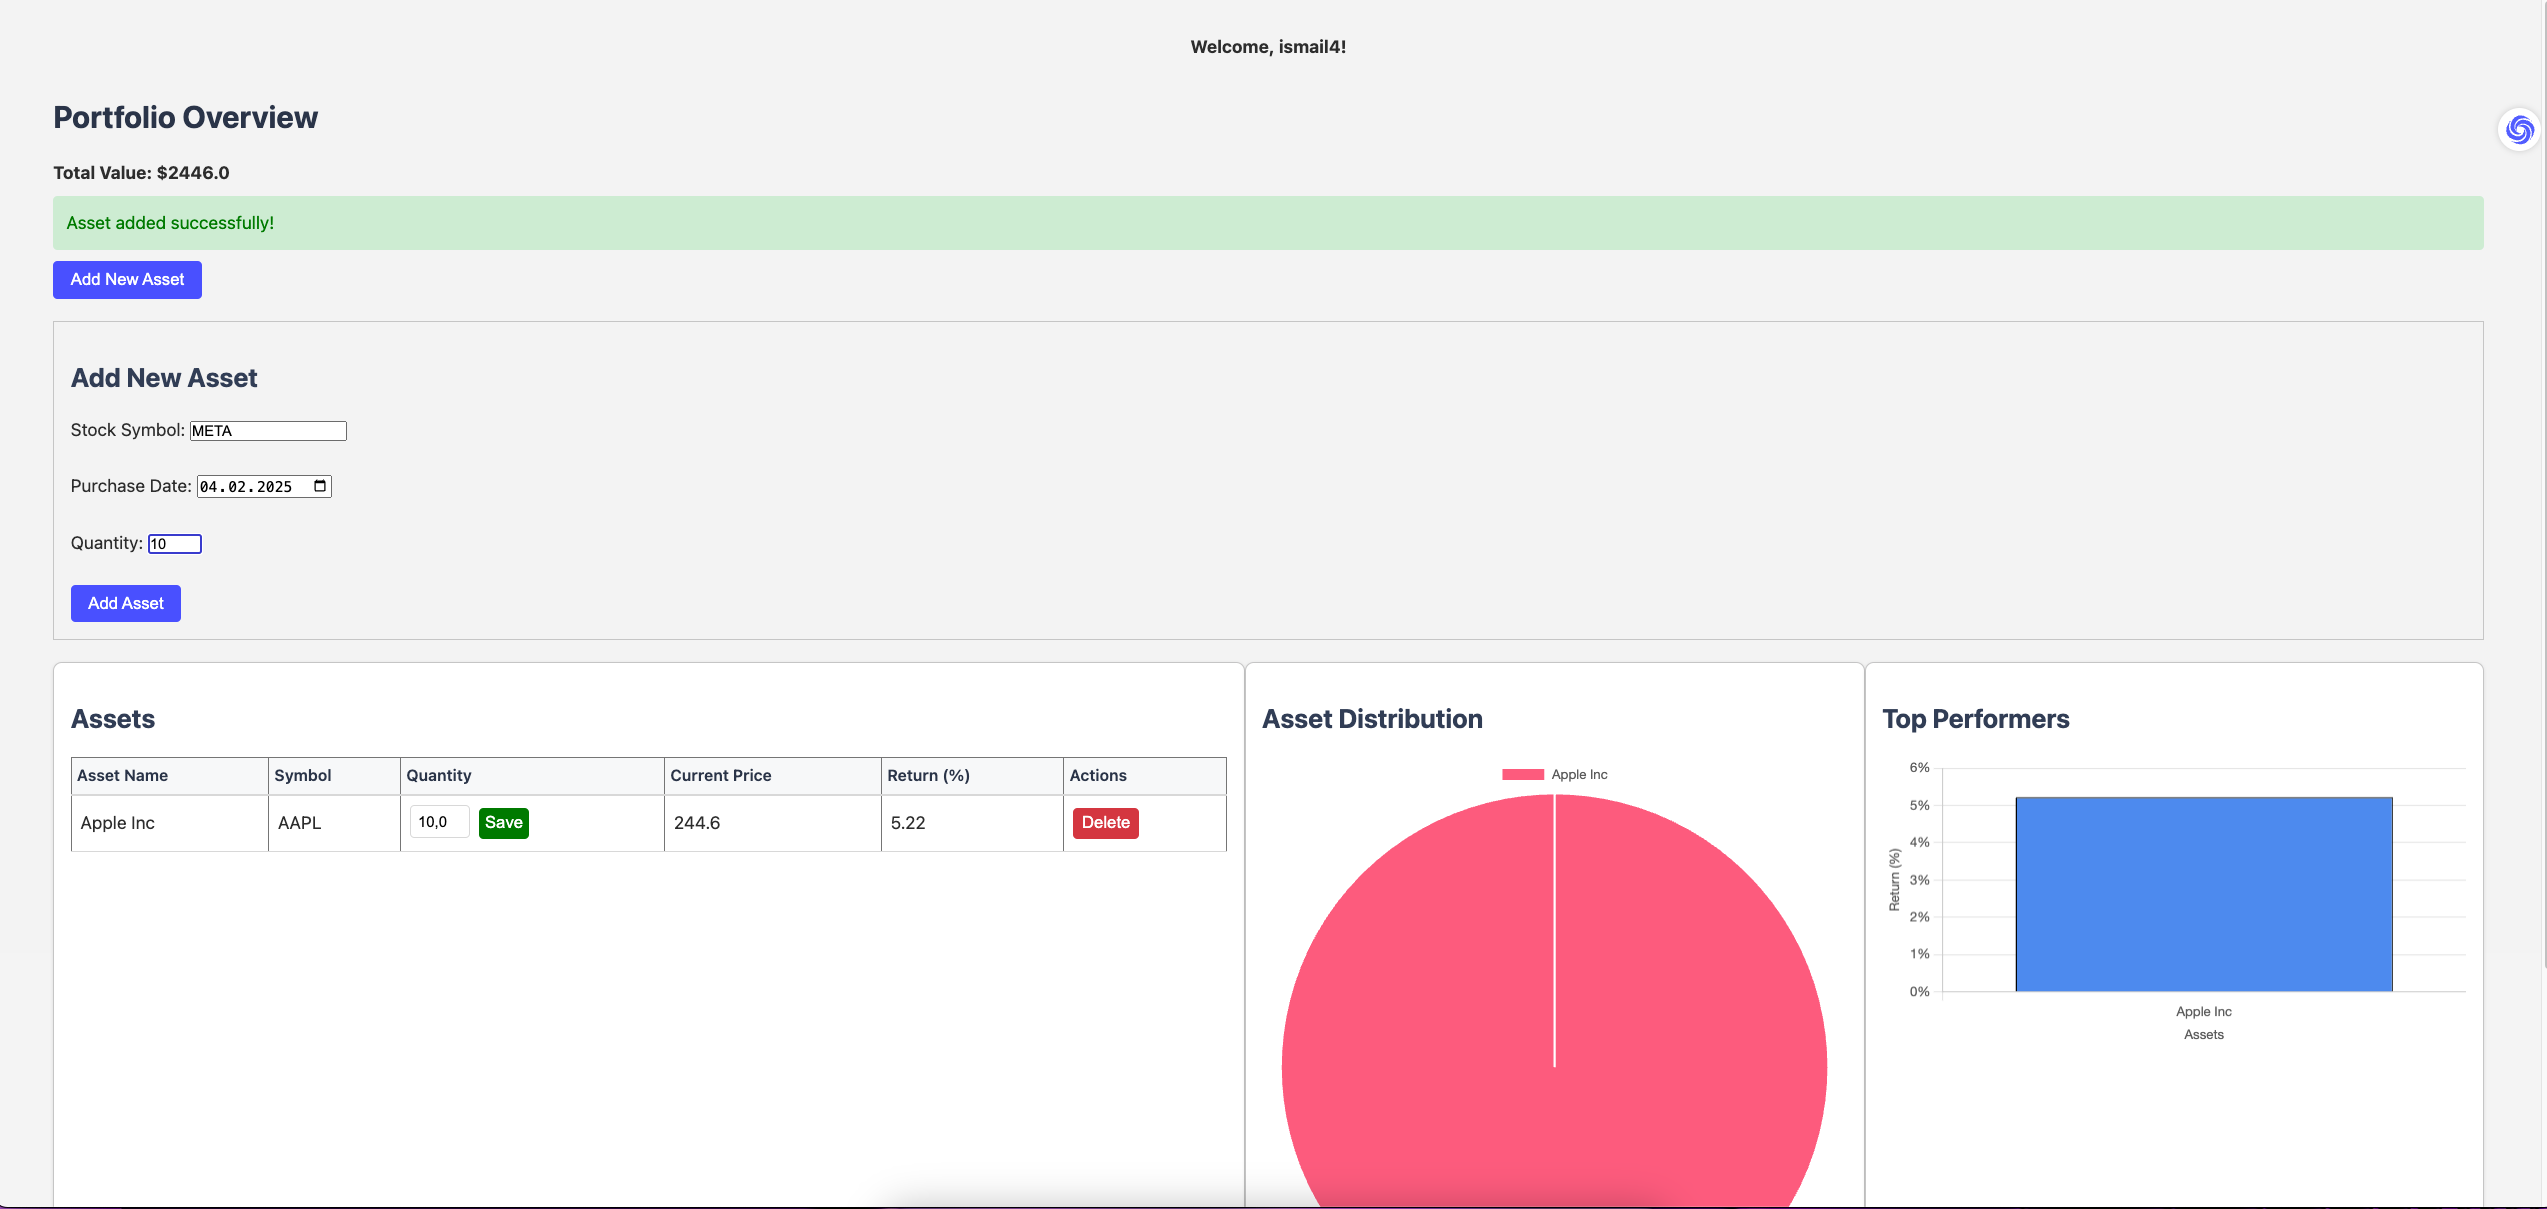 Welcome, ismail4!
Portfolio Overview
Total Value: $2446.0
Asset added successfully!
Add New Asset
Add New Asset
Stock Symbol: META
Purchase Date: 04.02.2025
Quantity: 10
Add Asset
Assets
Asset Name Symbol Quantity Current Price Return (%) Actions
Apple Inc AAPL 10,0 Save 244.6 5.22 Delete
Asset Distribution
Apple Inc
Top Performers
6%
5%
4%
3%
2%
1%
0%
Return (%)
Apple Inc
Assets